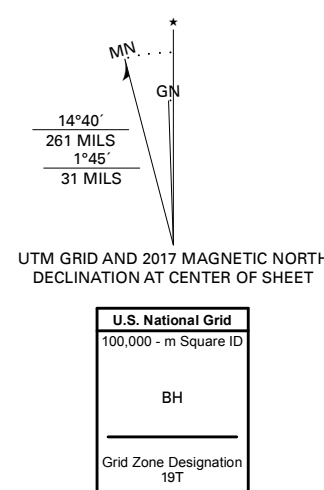 ★
MN
GN
14°40´
261 MILS
1°45´
31 MILS
UTM GRID AND 2017 MAGNETIC NORTH
DECLINATION AT CENTER OF SHEET
U.S. National Grid
100,000 - m Square ID
BH
Grid Zone Designation
19T